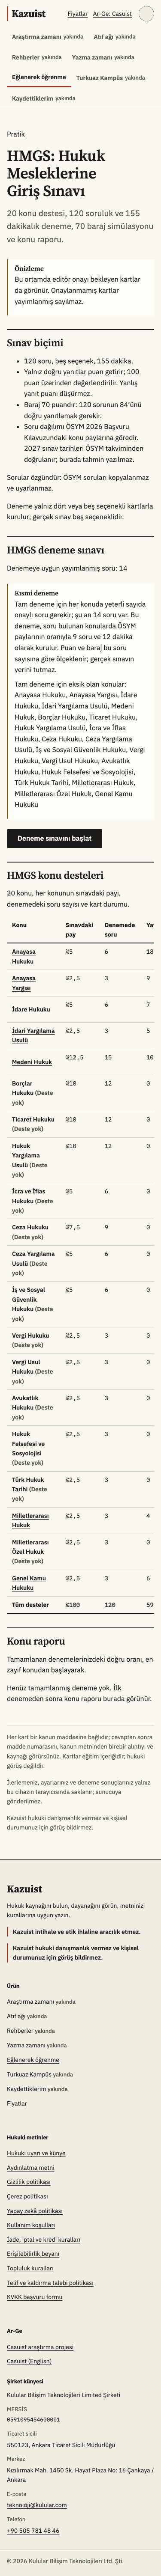 Kazuist
Fiyatlar Ar-Ge: Casuist
Araştırma zamanı yakında Atıf ağı yakında
Rehberler yakında Yazma zamanı yakında
Eğlenerek öğrenme Turkuaz Kampüs yakında
Kaydettiklerim yakında
Pratik
HMGS: Hukuk
Mesleklerine
Giriş Sınavı
20 konu destesi, 120 soruluk ve 155
dakikalık deneme, 70 baraj simülasyonu
ve konu raporu.
Önizleme
Bu ortamda editör onayı bekleyen kartlar
da görünür. Onaylanmamış kartlar
yayımlanmış sayılmaz.
Sınav biçimi
120 soru, beş seçenek, 155 dakika.
Yalnız doğru yanıtlar puan getirir; 100
puan üzerinden değerlendirilir. Yanlış
yanıt puanı düşürmez.
Baraj 70 puandır: 120 sorunun 84’ünü
doğru yanıtlamak gerekir.
Soru dağılımı ÖSYM 2026 Başvuru
Kılavuzundaki konu paylarına göredir.
2027 sınav tarihleri ÖSYM takviminden
doğrulanır; burada tahmin yazılmaz.
Sorular özgündür: ÖSYM soruları kopyalanmaz
ve uyarlanmaz.
Deneme yalnız dört veya beş seçenekli kartlarla
kurulur; gerçek sınav beş seçeneklidir.
HMGS deneme sınavı
Denemeye uygun yayımlanmış soru: 14
Kısmi deneme
Tam deneme için her konuda yeterli sayıda
onaylı soru gerekir; şu an 14 soru var. Bu
deneme, soru bulunan konularda ÖSYM
paylarının oranıyla 9 soru ve 12 dakika
olarak kurulur. Puan ve baraj bu soru
sayısına göre ölçeklenir; gerçek sınavın
yerini tutmaz.
Tam deneme için eksik olan konular:
Anayasa Hukuku, Anayasa Yargısı, İdare
Hukuku, İdari Yargılama Usulü, Medeni
Hukuk, Borçlar Hukuku, Ticaret Hukuku,
Hukuk Yargılama Usulü, İcra ve İflas
Hukuku, Ceza Hukuku, Ceza Yargılama
Usulü, İş ve Sosyal Güvenlik Hukuku, Vergi
Hukuku, Vergi Usul Hukuku, Avukatlık
Hukuku, Hukuk Felsefesi ve Sosyolojisi,
Türk Hukuk Tarihi, Milletlerarası Hukuk,
Milletlerarası Özel Hukuk, Genel Kamu
Hukuku
Deneme sınavını başlat
HMGS konu desteleri
20 konu, her konunun sınavdaki payı,
denemedeki soru sayısı ve kart durumu.
Konu Sınavdaki pay Denemede soru
Anayasa Hukuku %5 6 18
Anayasa Yargısı %2,5 3 9
İdare Hukuku %5 6 7
İdari Yargılama Usulü %2,5 3 5
Medeni Hukuk %12,5 15 10
Borçlar Hukuku (Deste yok) %10 12 0
Ticaret Hukuku (Deste yok) %10 12 0
Hukuk Yargılama Usulü (Deste yok) %10 12 0
İcra ve İflas Hukuku (Deste yok) %5 6 0
Ceza Hukuku (Deste yok) %7,5 9 0
Ceza Yargılama Usulü (Deste yok) %5 6 0
İş ve Sosyal Güvenlik Hukuku (Deste yok) %5 6 0
Vergi Hukuku (Deste yok) %2,5 3 0
Vergi Usul Hukuku (Deste yok) %2,5 3 0
Avukatlık Hukuku (Deste yok) %2,5 3 0
Hukuk Felsefesi ve Sosyolojisi (Deste yok) %2,5 3 0
Türk Hukuk Tarihi (Deste yok) %2,5 3 0
Milletlerarası Hukuk %2,5 3 4
Milletlerarası Özel Hukuk (Deste yok) %2,5 3 0
Genel Kamu Hukuku %2,5 3 6
Tüm desteler %100 120 59
Konu raporu
Tamamlanan denemelerinizdeki doğru oranı, en
zayıf konudan başlayarak.
Henüz tamamlanmış deneme yok. İlk
denemeden sonra konu raporu burada görünür.
Her kart bir kanun maddesine bağlıdır; cevaptan sonra
madde numarasını, kanun metninden birebir alıntıyı ve
kaynağı görürsünüz. Kartlar eğitim içeriğidir; hukuki
görüş değildir.
İlerlemeniz, ayarlarınız ve deneme sonuçlarınız yalnız
bu cihazın tarayıcısında saklanır; sunucuya
gönderilmez.
Kazuist hukuki danışmanlık vermez ve kişisel
durumunuz için görüş bildirmez.
Kazuist
Hukuk kaynağını bulun, dayanağını görün, metninizi
kurallarına uygun yazın.
Kazuist intihale ve etik ihlaline aracılık etmez.
Kazuist hukuki danışmanlık vermez ve kişisel
durumunuz için görüş bildirmez.
Ürün
Araştırma zamanı yakında
Atıf ağı yakında
Rehberler yakında
Yazma zamanı yakında
Eğlenerek öğrenme
Turkuaz Kampüs yakında
Kaydettiklerim yakında
Fiyatlar
Hukuki metinler
Hukuki uyarı ve künye
Aydınlatma metni
Gizlilik politikası
Çerez politikası
Yapay zekâ politikası
Kullanım koşulları
İade, iptal ve kredi kuralları
Erişilebilirlik beyanı
Topluluk kuralları
Telif ve kaldırma talebi politikası
KVKK başvuru formu
Ar-Ge
Casuist araştırma projesi
Casuist (English)
Şirket künyesi
Kulular Bilişim Teknolojileri Limited Şirketi
MERSİS
0591095454600001
Ticaret sicili
550123, Ankara Ticaret Sicili Müdürlüğü
Merkez
Kızılırmak Mah. 1450 Sk. Hayat Plaza No: 16 Çankaya /
Ankara
E-posta
teknoloji@kulular.com
Telefon
+90 505 781 48 46
© 2026 Kulular Bilişim Teknolojileri Ltd. Şti.